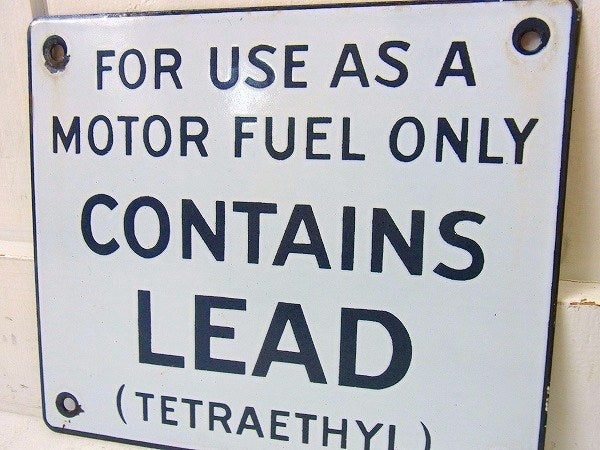 FOR USE AS A
MOTOR FUEL ONLY
CONTAINS
LEAD
(TETRAETHYL)